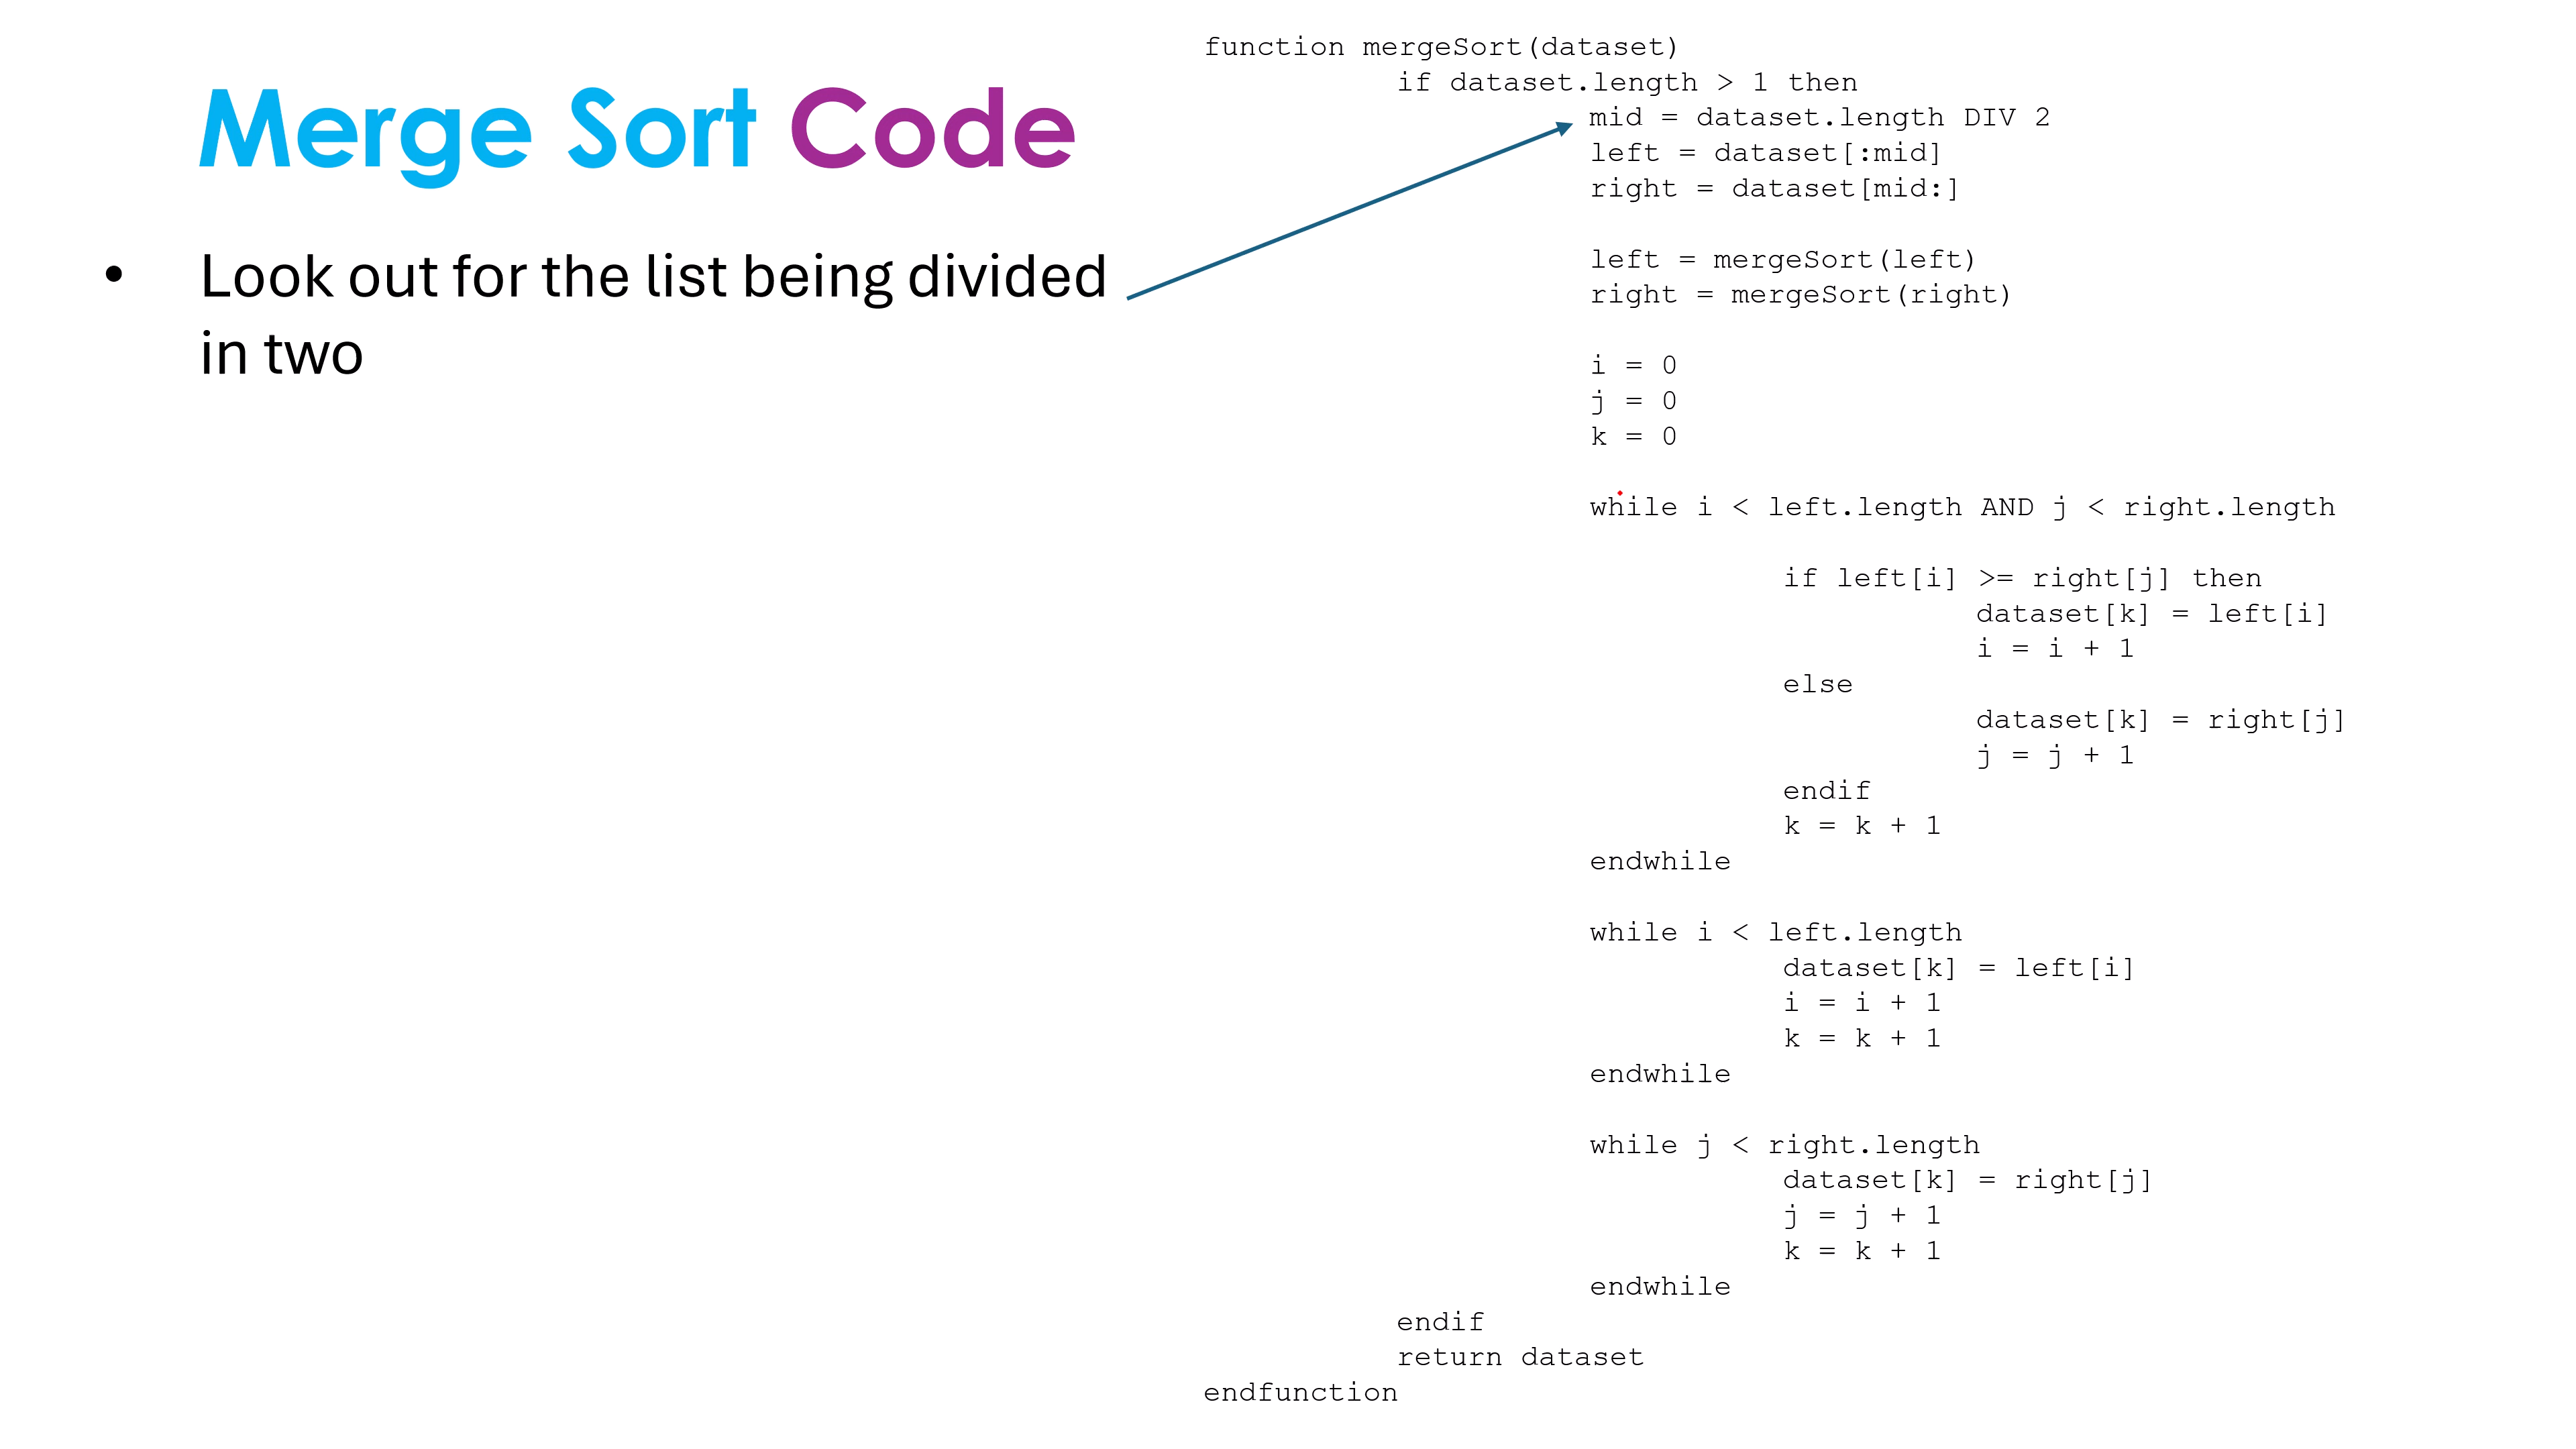 Merge Sort Code
• Look out for the list being divided
in two
function mergeSort(dataset)
if dataset.length > 1 then
mid = dataset.length DIV 2
left = dataset[:mid]
right = dataset[mid:]
left = mergeSort(left)
right = mergeSort(right)
i = 0
j = 0
k = 0
while i < left.length AND j < right.length
if left[i] >= right[j] then
dataset[k] = left[i]
i = i + 1
else
dataset[k] = right[j]
j = j + 1
endif
k = k + 1
endwhile
while i < left.length
dataset[k] = left[i]
i = i + 1
k = k + 1
endwhile
while j < right.length
dataset[k] = right[j]
j = j + 1
k = k + 1
endwhile
endif
return dataset
endfunction